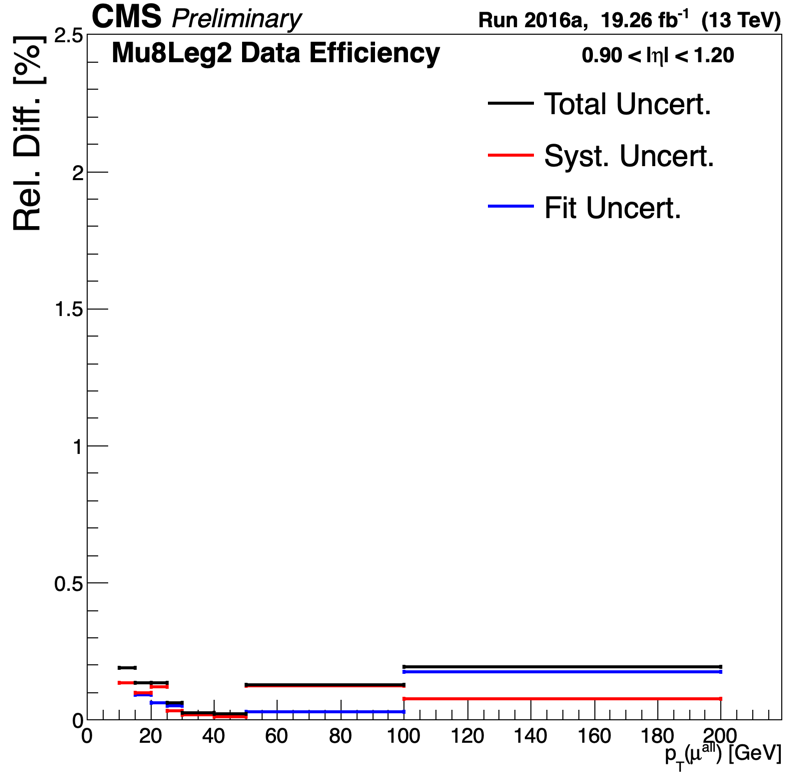 CMS Preliminary Run 2016a, 19.26 fb⁻¹ (13 TeV)
Mu8Leg2 Data Efficiency 0.90 < |η| < 1.20
Total Uncert.
Syst. Uncert.
Fit Uncert.
Rel. Diff. [%]
2.5
2
1.5
1
0.5
0
0 20 40 60 80 100 120 140 160 180 200
p_T(μ^all) [GeV]